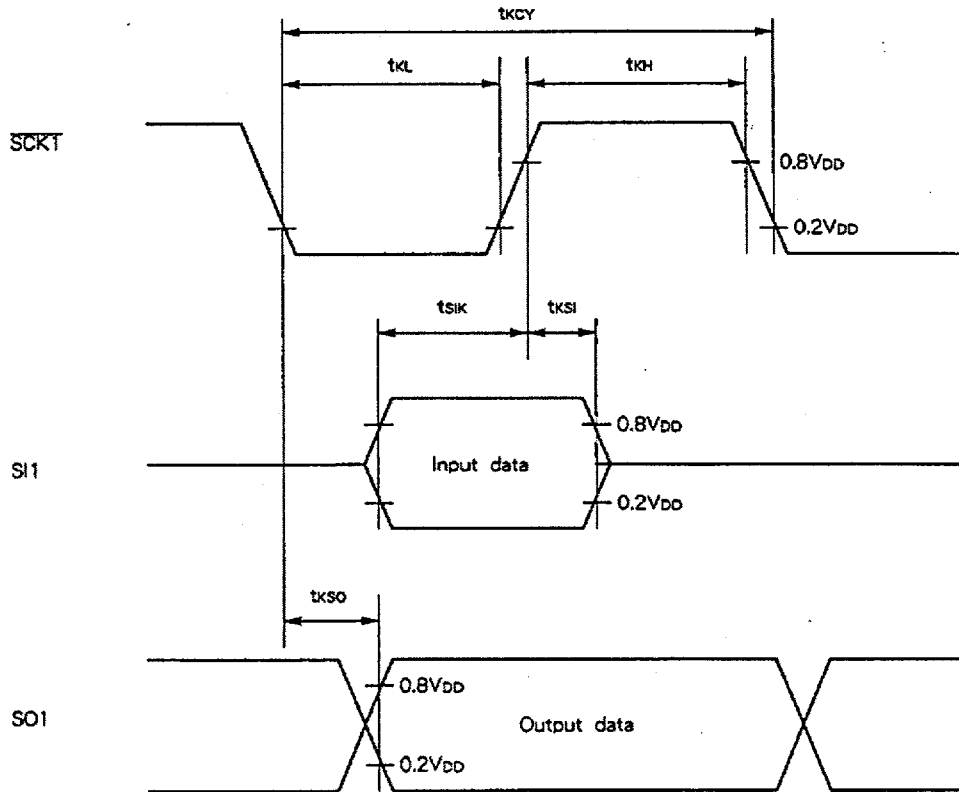 tKCY
tKL
tKH
SCK1
0.8VDD
0.2VDD
tSIK
tKSI
0.8VDD
SI1
Input data
0.2VDD
tKSO
0.8VDD
SO1
Output data
0.2VDD